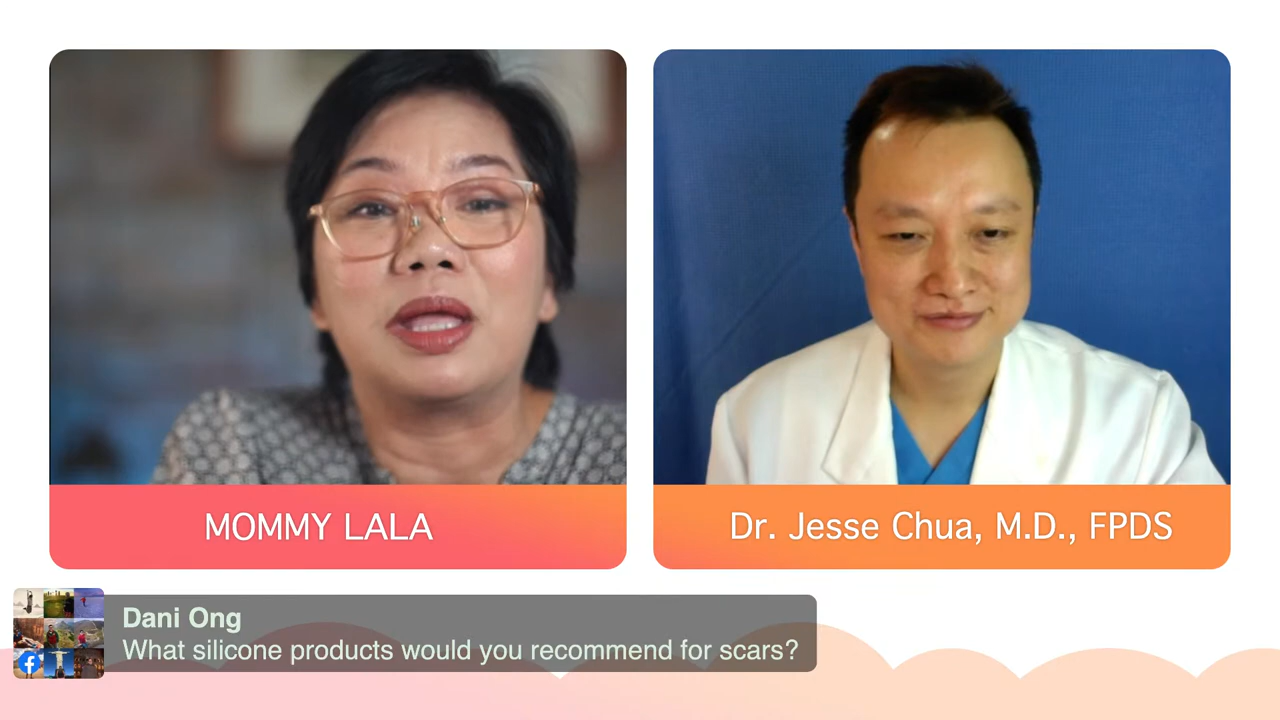 MOMMY LALA
Dr. Jesse Chua, M.D., FPDS
Dani Ong
What silicone products would you recommend for scars?